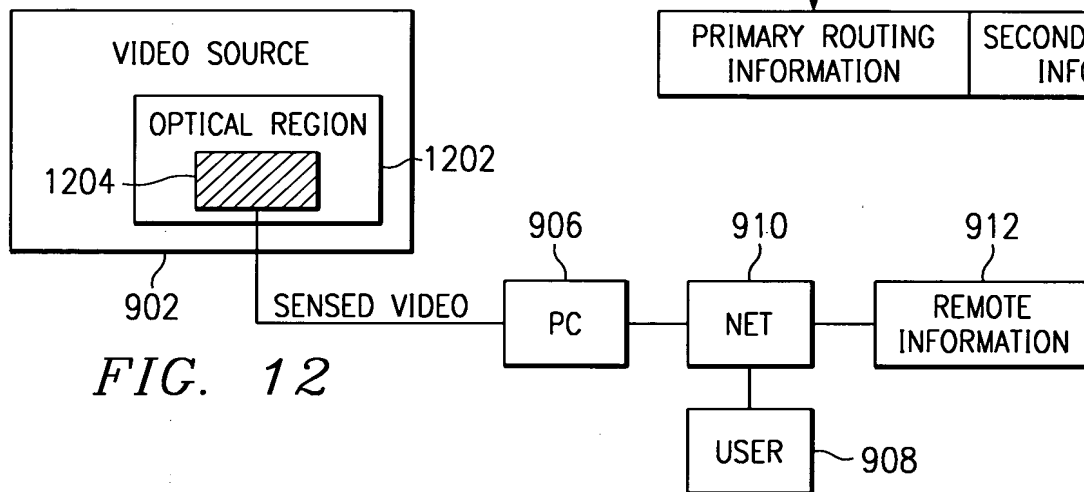 VIDEO SOURCE
OPTICAL REGION
1204
1202
902
SENSED VIDEO
FIG. 12
PRIMARY ROUTING
INFORMATION
906
PC
910
NET
912
REMOTE
INFORMATION
USER
908